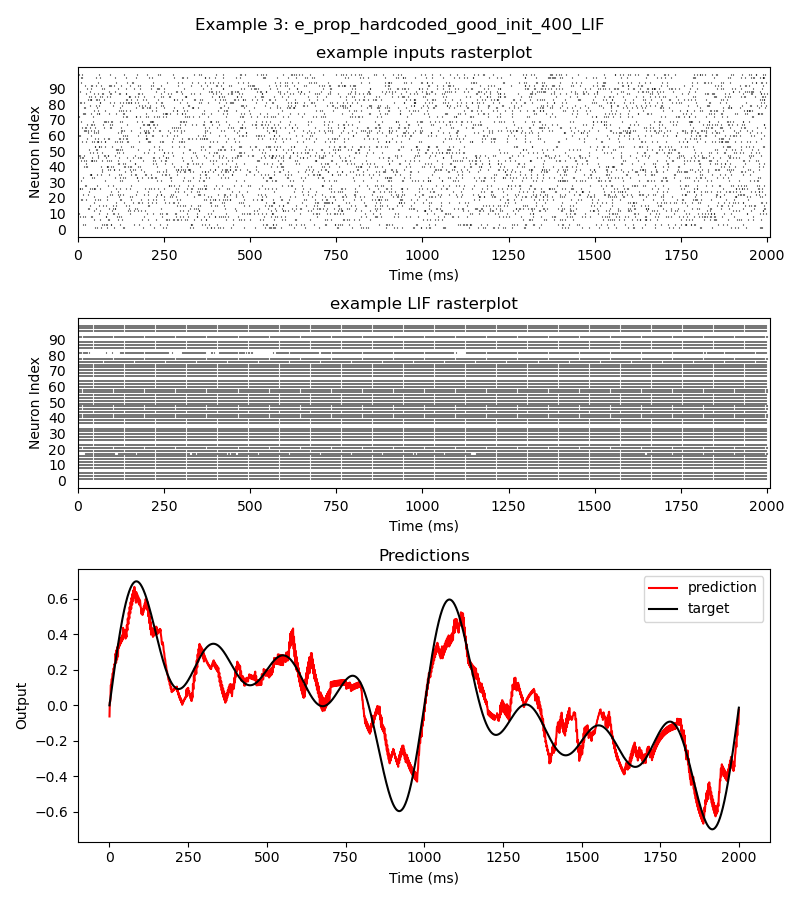 Example 3: e_prop_hardcoded_good_init_400_LIF
example inputs rasterplot
Neuron Index
90
80
70
60
50
40
30
20
10
0
0 250 500 750 1000 1250 1500 1750 2000
Time (ms)
example LIF rasterplot
Neuron Index
90
80
70
60
50
40
30
20
10
0
0 250 500 750 1000 1250 1500 1750 2000
Time (ms)
Predictions
Output
0.6
0.4
0.2
0.0
−0.2
−0.4
−0.6
prediction
target
0 250 500 750 1000 1250 1500 1750 2000
Time (ms)